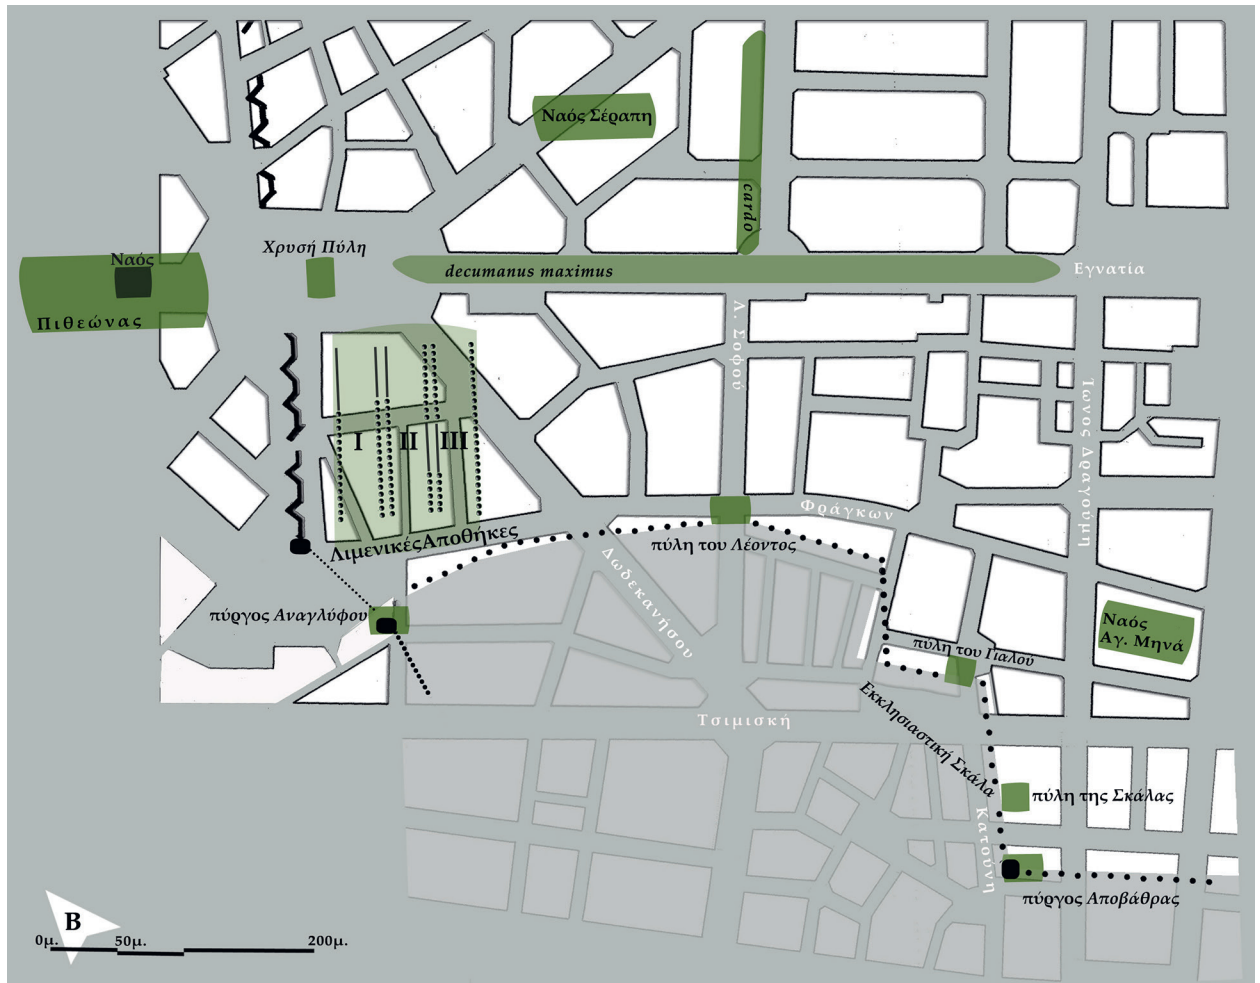 Ναός Σέραπη
cardo
Χρυσή Πύλη
Ναός
decumanus maximus
Εγνατία
Πιθεώνας
Λ. Σοφού
Ίωνος Δραγούμη
I II III
Φράγκων
ΛιμενικέςΑποθήκες
πύλη του Λέοντος
Δωδεκανήσου
πύργος Αναγλύφου
Ναός
Αγ. Μηνά
πύλη του Γιαλού
Εκκλησιαστική Σκάλα
Τσιμισκή
πύλη της Σκάλας
Κατούνη
πύργος Αποβάθρας
Β
0μ. 50μ. 200μ.